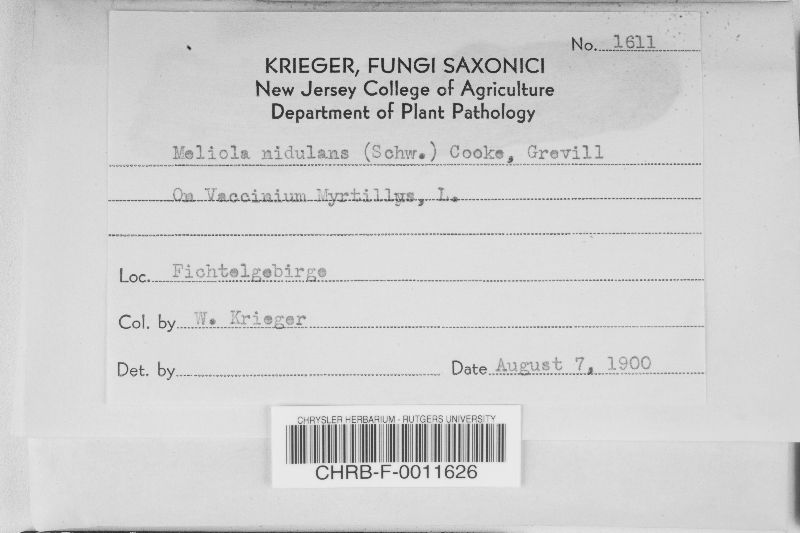 No. 1611
KRIEGER, FUNGI SAXONICI
New Jersey College of Agriculture
Department of Plant Pathology
Meliola nidulans (Schw.) Cooke, Grevill
On Vaccinium Myrtillys, L.
Loc. Fichtelgebirge
Col. by W. Krieger
Det. by
Date August 7, 1900
CHRYSLER HERBARIUM - RUTGERS UNIVERSITY
CHRB-F-0011626